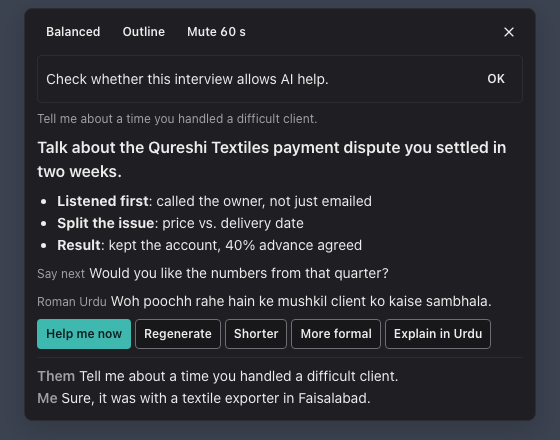 Balanced Outline Mute 60 s
Check whether this interview allows AI help. OK
Tell me about a time you handled a difficult client.
Talk about the Qureshi Textiles payment dispute you settled in
two weeks.
• Listened first: called the owner, not just emailed
• Split the issue: price vs. delivery date
• Result: kept the account, 40% advance agreed
Say next Would you like the numbers from that quarter?
Roman Urdu Woh poochh rahe hain ke mushkil client ko kaise sambhala.
Help me now Regenerate Shorter More formal Explain in Urdu
Them Tell me about a time you handled a difficult client.
Me Sure, it was with a textile exporter in Faisalabad.